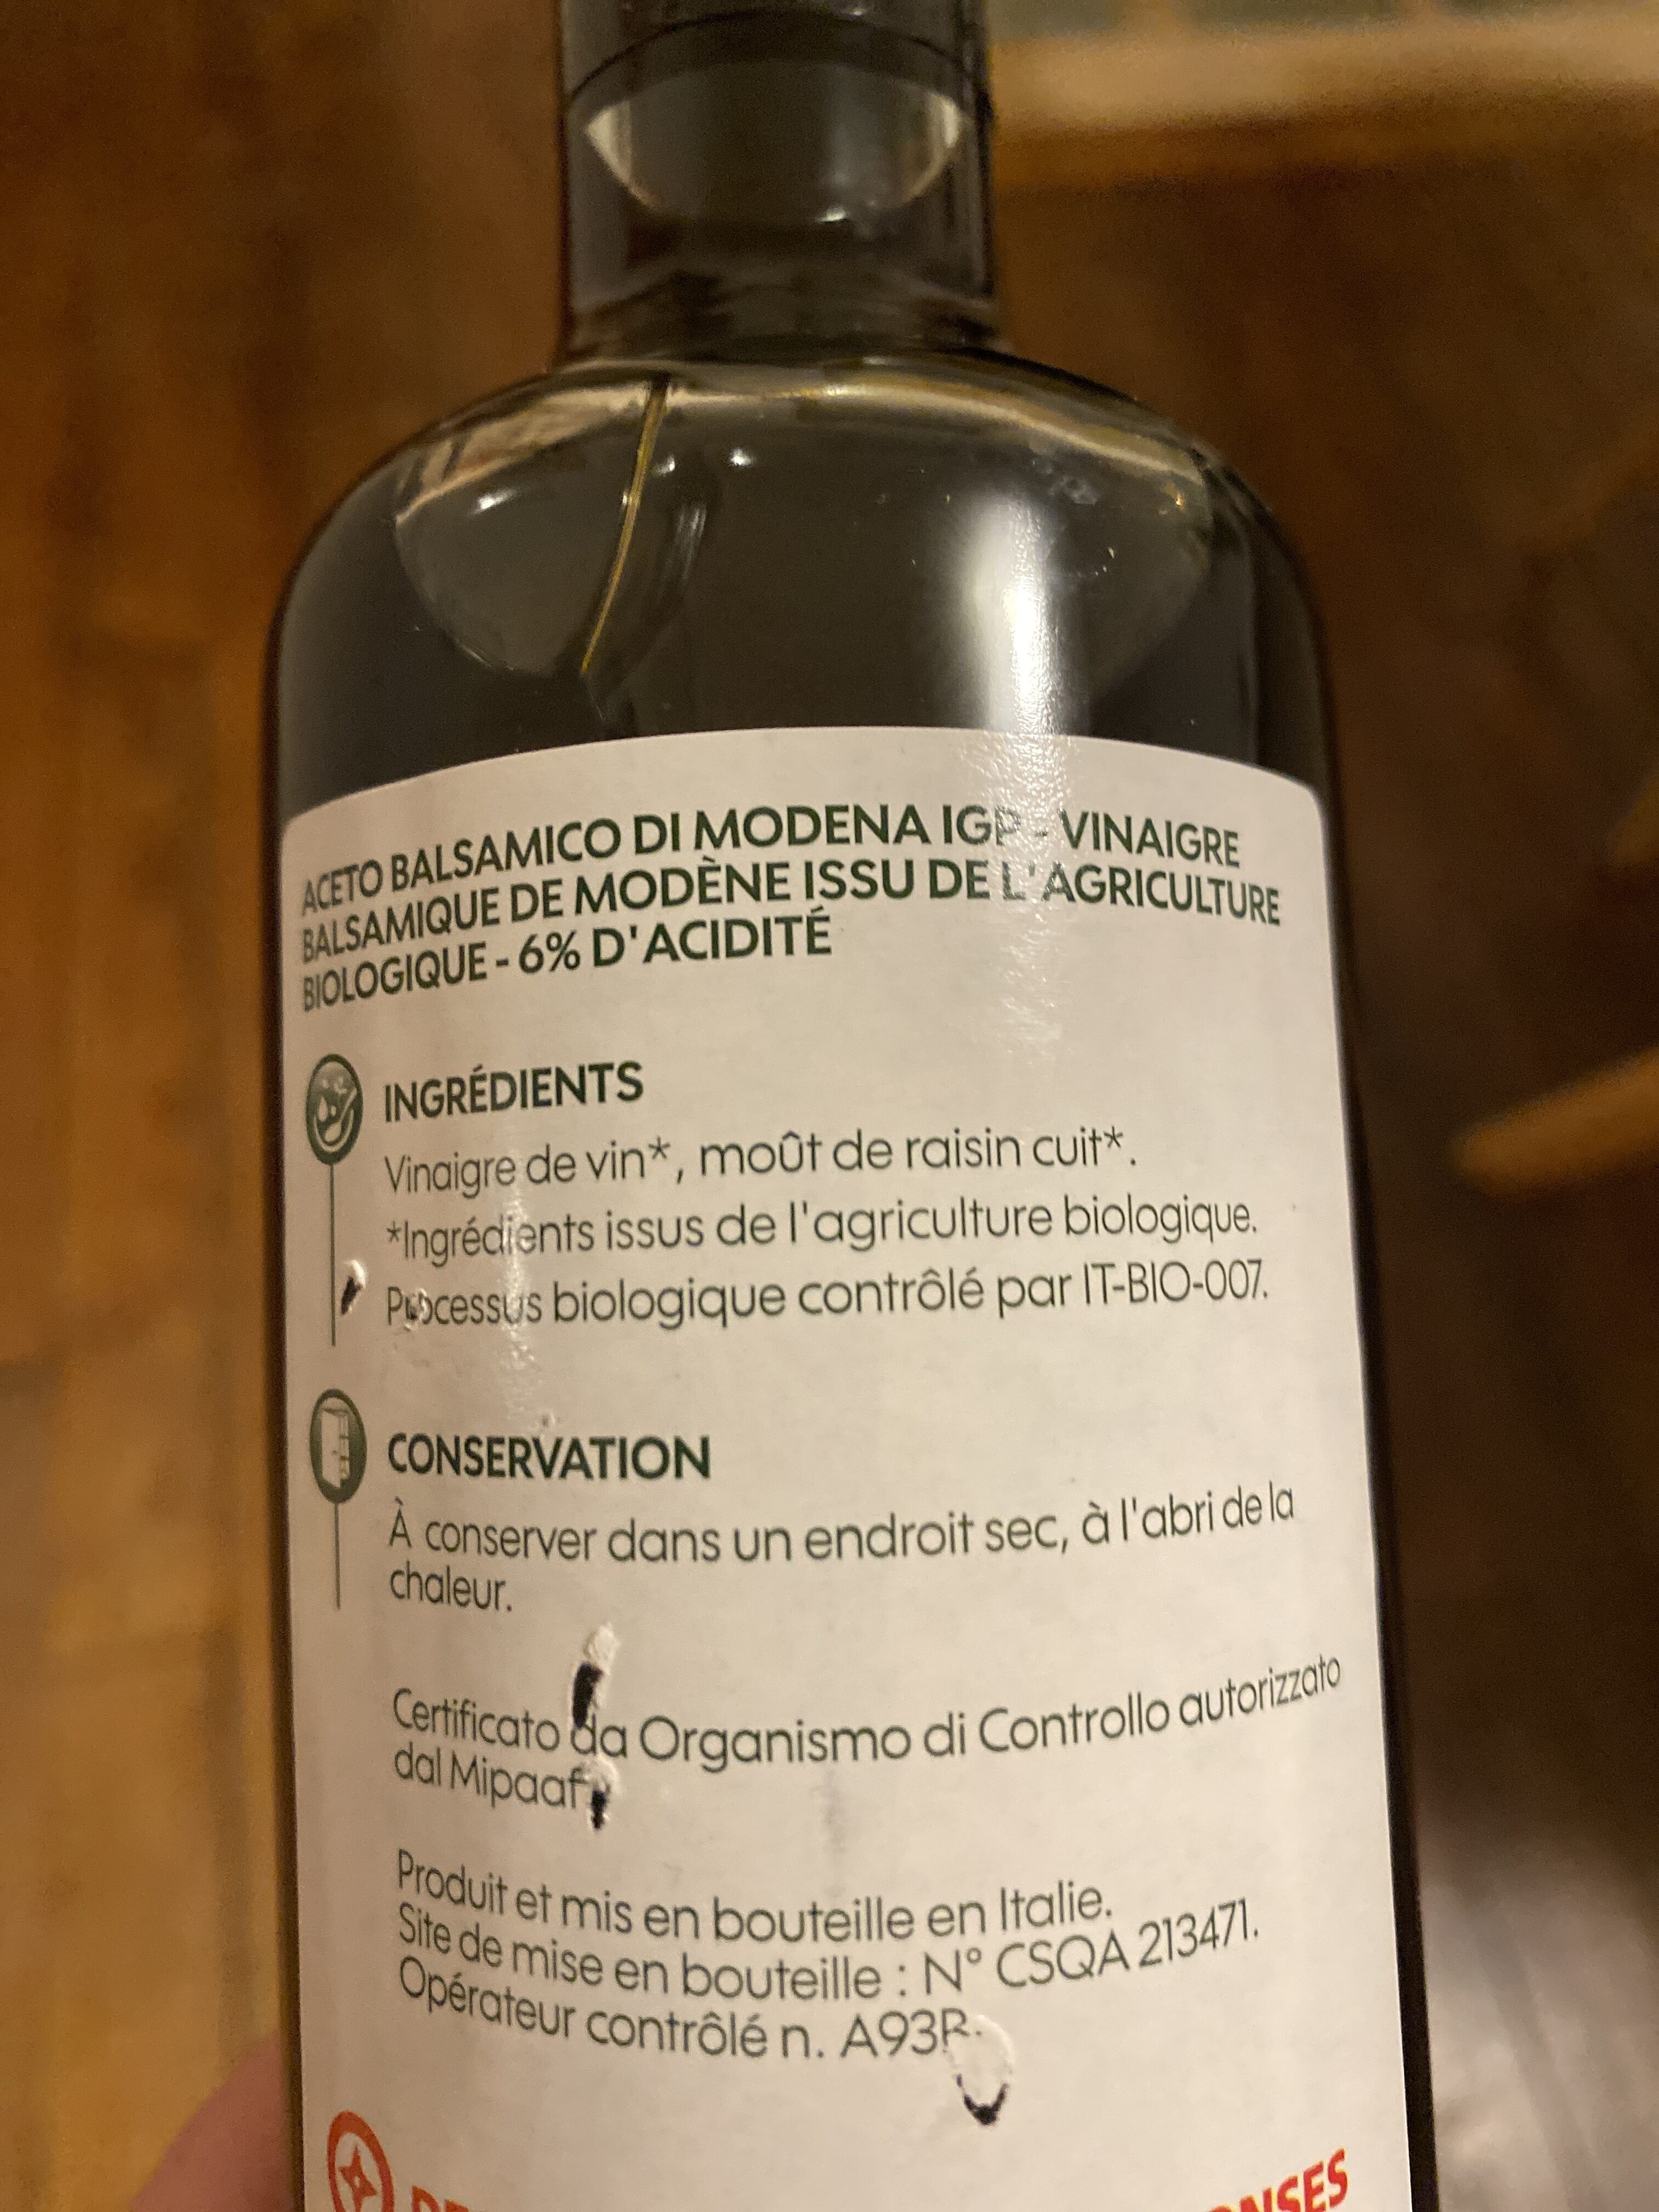 ACETO BALSAMICO DI MODENA IGP - VINAIGRE
BALSAMIQUE DE MODÈNE ISSU DE L'AGRICULTURE
BIOLOGIQUE - 6% D'ACIDITÉ
INGRÉDIENTS
Vinaigre de vin*, moût de raisin cuit*.
*Ingrédients issus de l'agriculture biologique.
Processus biologique contrôlé par IT-BIO-007.
CONSERVATION
À conserver dans un endroit sec, à l'abri de la
chaleur.
Certificato da Organismo di Controllo autorizzato
dal Mipaaf
Produit et mis en bouteille en Italie.
Site de mise en bouteille : N° CSQA 213471.
Opérateur contrôlé n.